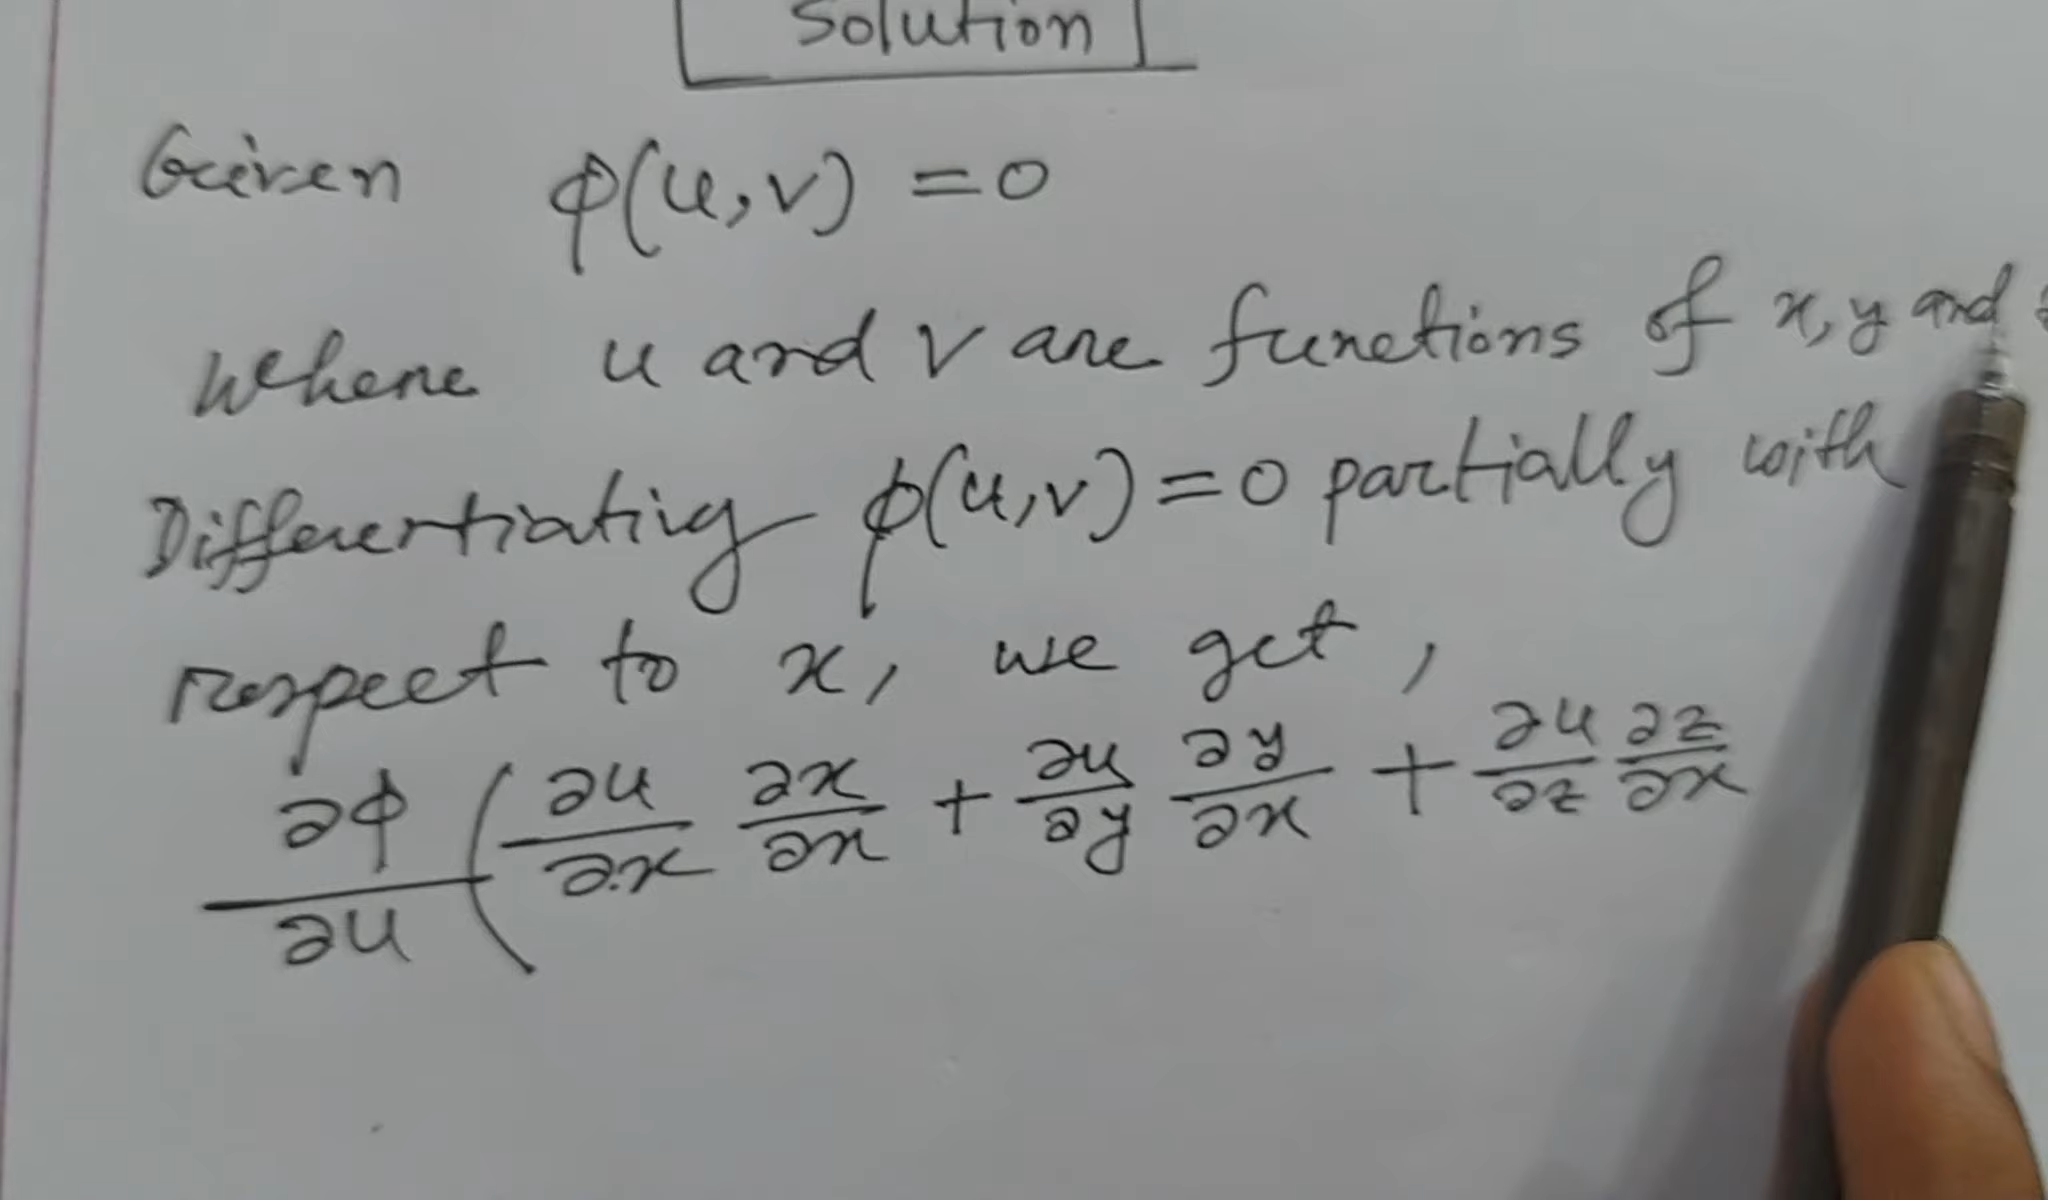 Solution
Given φ(u,v) = 0
where u and v are functions of x, y and
Differentiating φ(u,v) = 0 partially with
respect to x, we get,
∂φ/∂u ( ∂u/∂x ∂x/∂x + ∂u/∂y ∂y/∂x + ∂u/∂z ∂z/∂x